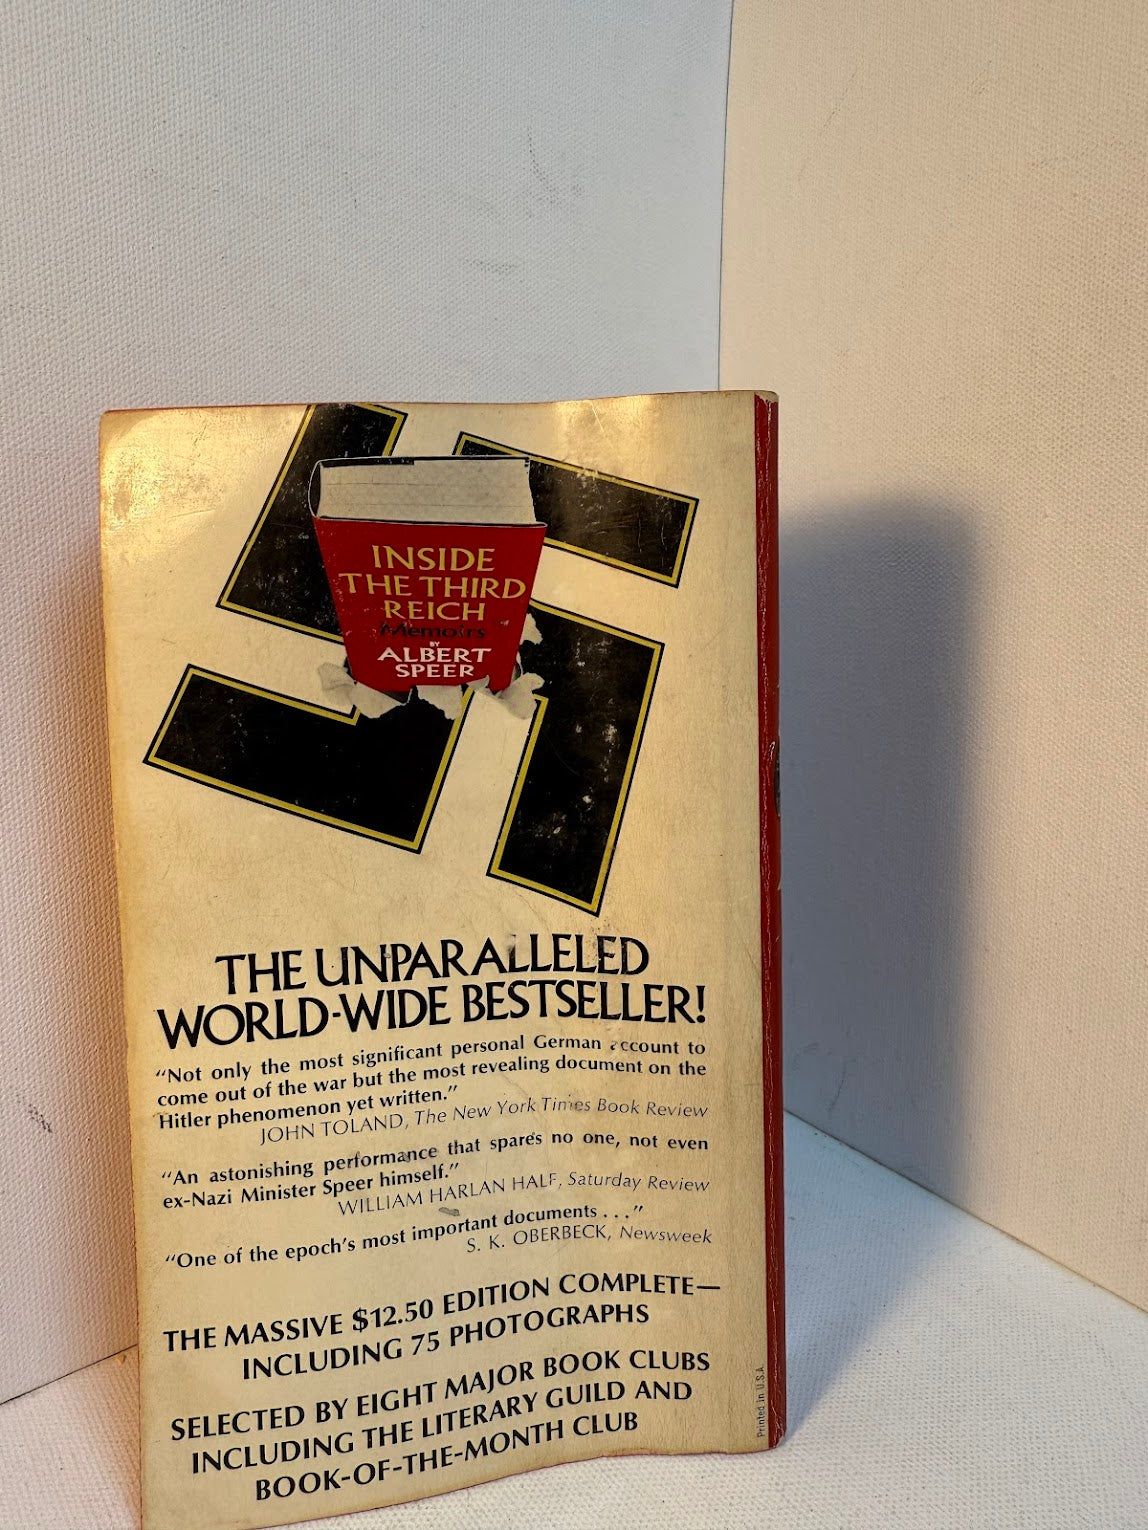 INSIDE
THE THIRD
REICH
Memoirs
BY
ALBERT
SPEER
THE UNPARALLELED
WORLD-WIDE BESTSELLER!
“Not only the most significant personal German account to
come out of the war but the most revealing document on the
Hitler phenomenon yet written.”
JOHN TOLAND, The New York Times Book Review
“An astonishing performance that spares no one, not even
ex-Nazi Minister Speer himself.”
WILLIAM HARLAN HALF, Saturday Review
“One of the epoch’s most important documents . . .”
S. K. OBERBECK, Newsweek
THE MASSIVE $12.50 EDITION COMPLETE—
INCLUDING 75 PHOTOGRAPHS
SELECTED BY EIGHT MAJOR BOOK CLUBS
INCLUDING THE LITERARY GUILD AND
BOOK-OF-THE-MONTH CLUB
Printed in U.S.A.